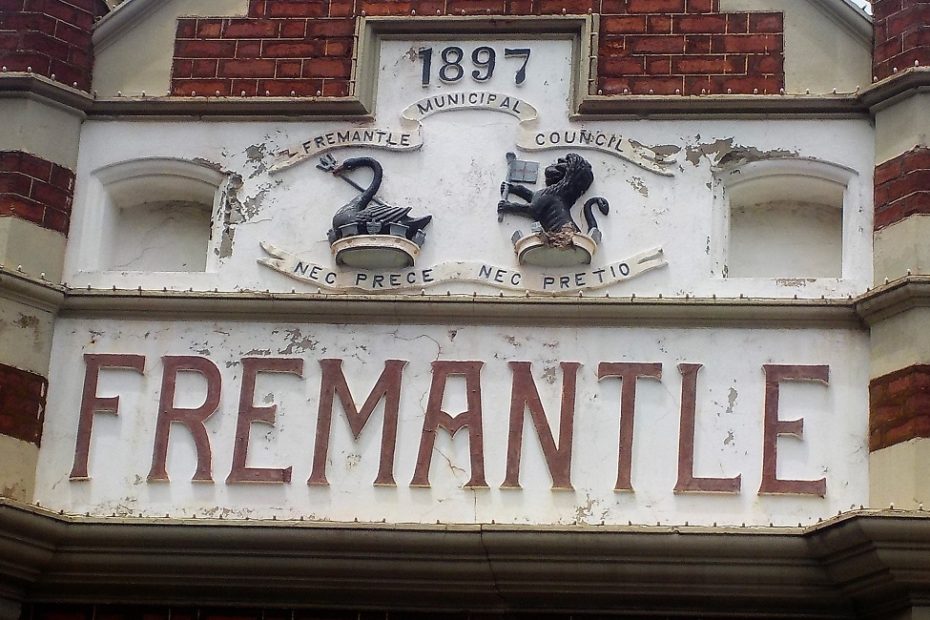 1897
FREMANTLE MUNICIPAL COUNCIL
NEC PRECE NEC PRETIO
FREMANTLE